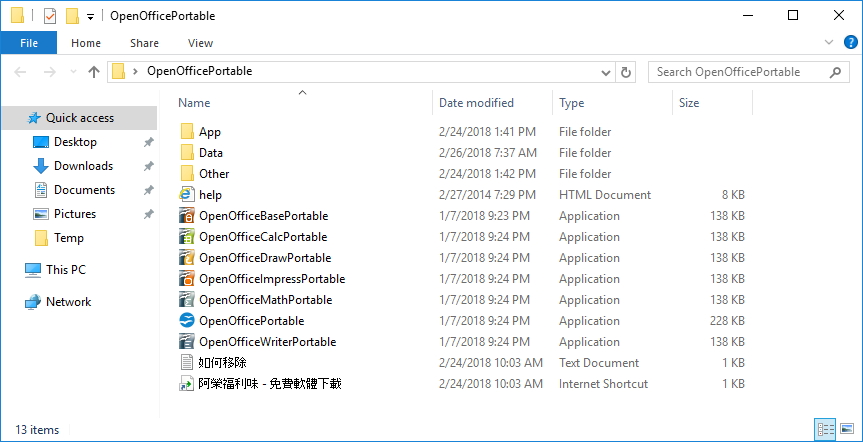 OpenOfficePortable
File Home Share View
OpenOfficePortable
Search OpenOfficePortable
Name Date modified Type Size
Quick access
Desktop
Downloads
Documents
Pictures
Temp
This PC
Network
App 2/24/2018 1:41 PM File folder
Data 2/26/2018 7:37 AM File folder
Other 2/24/2018 1:42 PM File folder
help 2/27/2014 7:29 PM HTML Document 8 KB
OpenOfficeBasePortable 1/7/2018 9:23 PM Application 138 KB
OpenOfficeCalcPortable 1/7/2018 9:24 PM Application 138 KB
OpenOfficeDrawPortable 1/7/2018 9:24 PM Application 138 KB
OpenOfficeImpressPortable 1/7/2018 9:24 PM Application 138 KB
OpenOfficeMathPortable 1/7/2018 9:24 PM Application 138 KB
OpenOfficePortable 1/7/2018 9:24 PM Application 228 KB
OpenOfficeWriterPortable 1/7/2018 9:24 PM Application 138 KB
如何移除 2/24/2018 10:03 AM Text Document 1 KB
阿榮福利味 - 免費軟體下載 2/24/2018 10:03 AM Internet Shortcut 1 KB
13 items